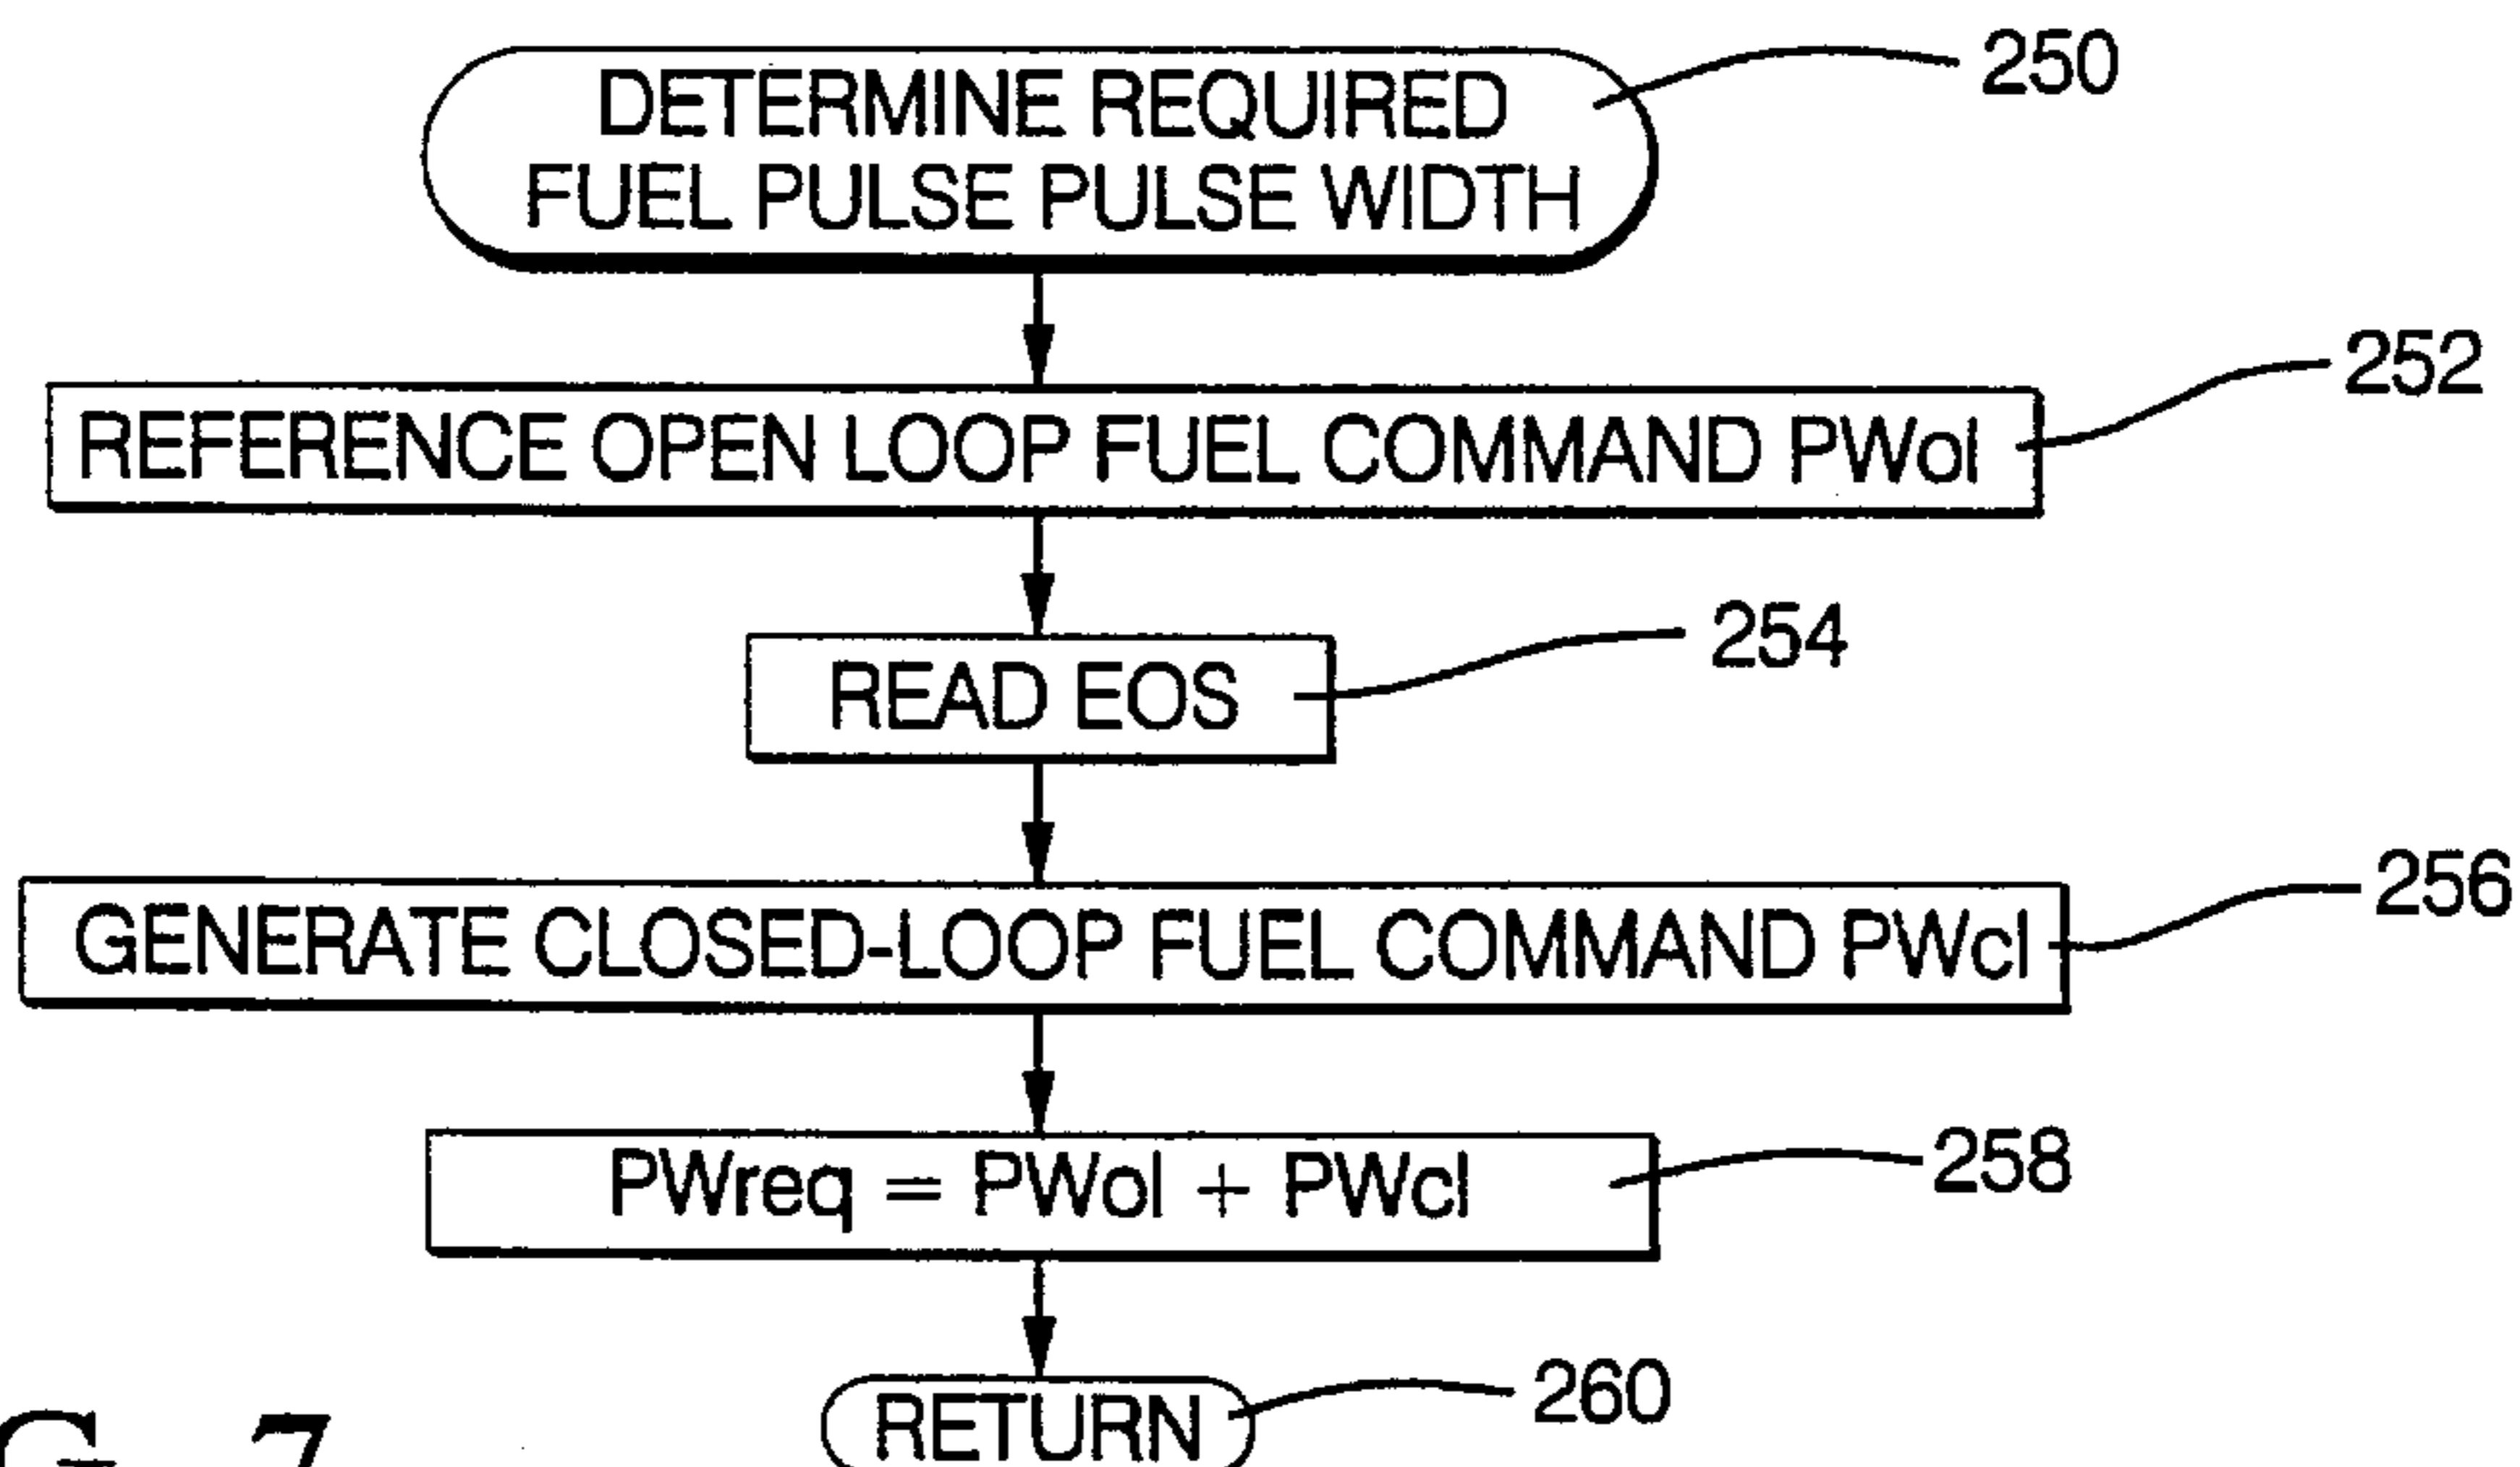 DETERMINE REQUIRED
FUEL PULSE PULSE WIDTH
250
REFERENCE OPEN LOOP FUEL COMMAND PWol
252
READ EOS
254
GENERATE CLOSED-LOOP FUEL COMMAND PWcl
256
PWreq = PWol + PWcl
258
RETURN
260
G. 7